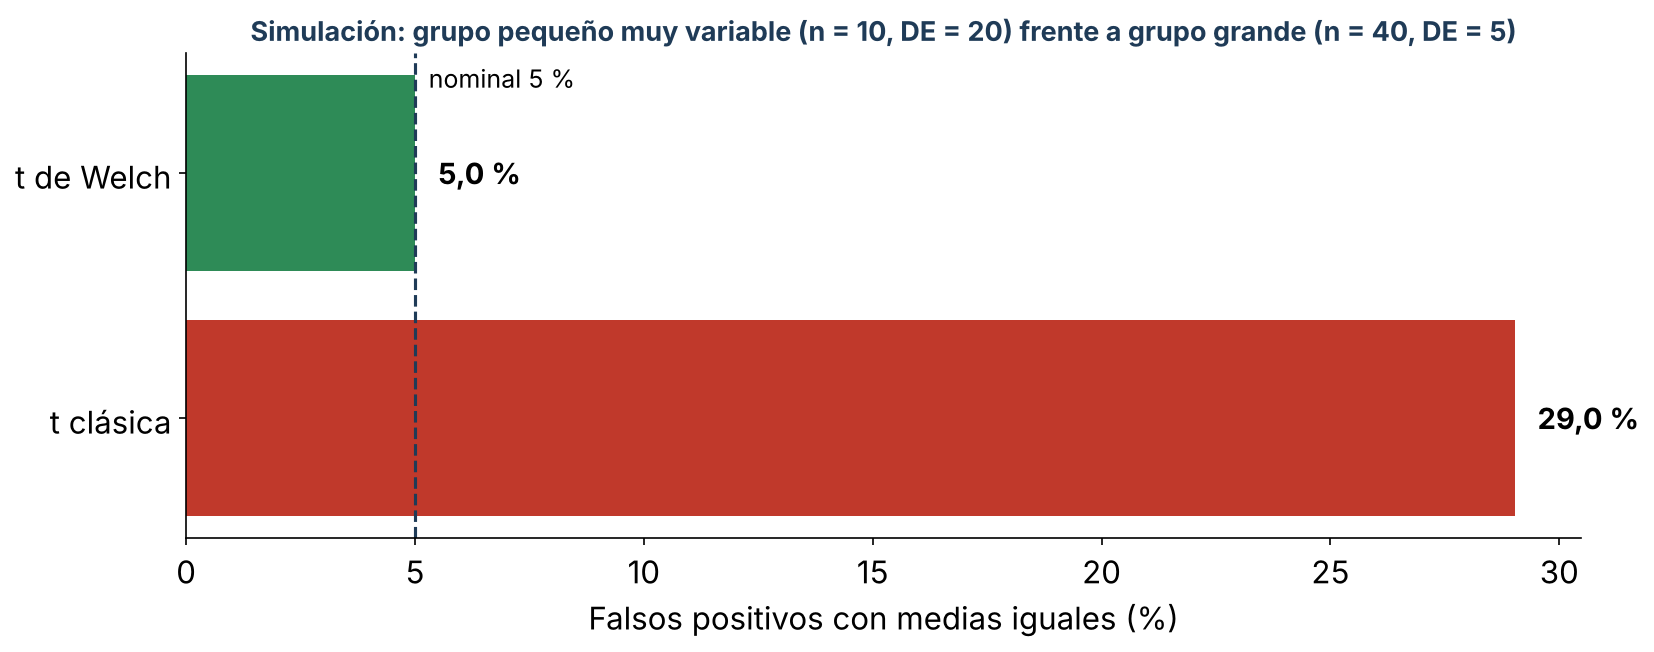 Simulación: grupo pequeño muy variable (n = 10, DE = 20) frente a grupo grande (n = 40, DE = 5)
nominal 5 %
t de Welch
5,0 %
t clásica
29,0 %
0 5 10 15 20 25 30
Falsos positivos con medias iguales (%)